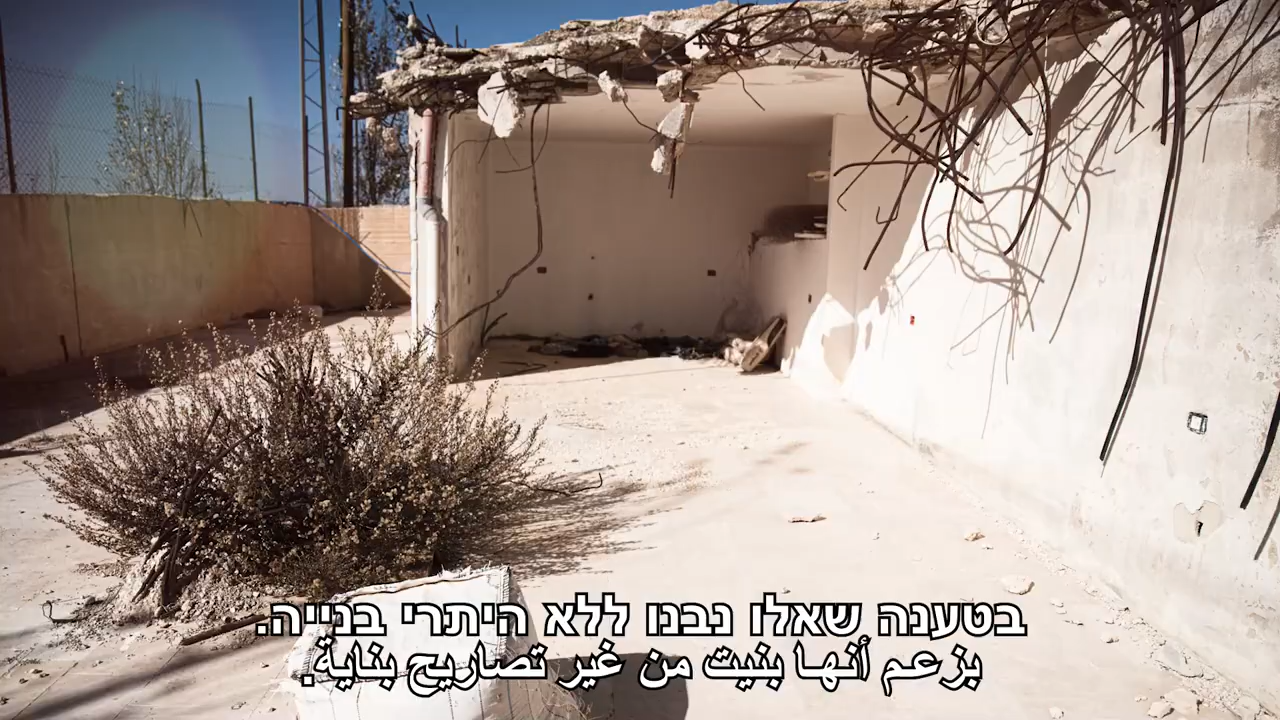 בטענה שאלו נבנו ללא היתרי בנייה.
بزعم أنها بنيت من غير تصاريح بناية.